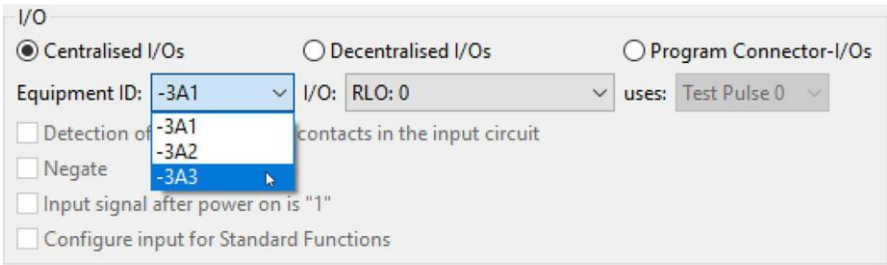 I/O
Centralised I/Os Decentralised I/Os Program Connector-I/Os
Equipment ID: -3A1 I/O: RLO: 0 uses: Test Pulse 0
Detection of -3A1 contacts in the input circuit
-3A2
Negate
-3A3
Input signal after power on is "1"
Configure input for Standard Functions